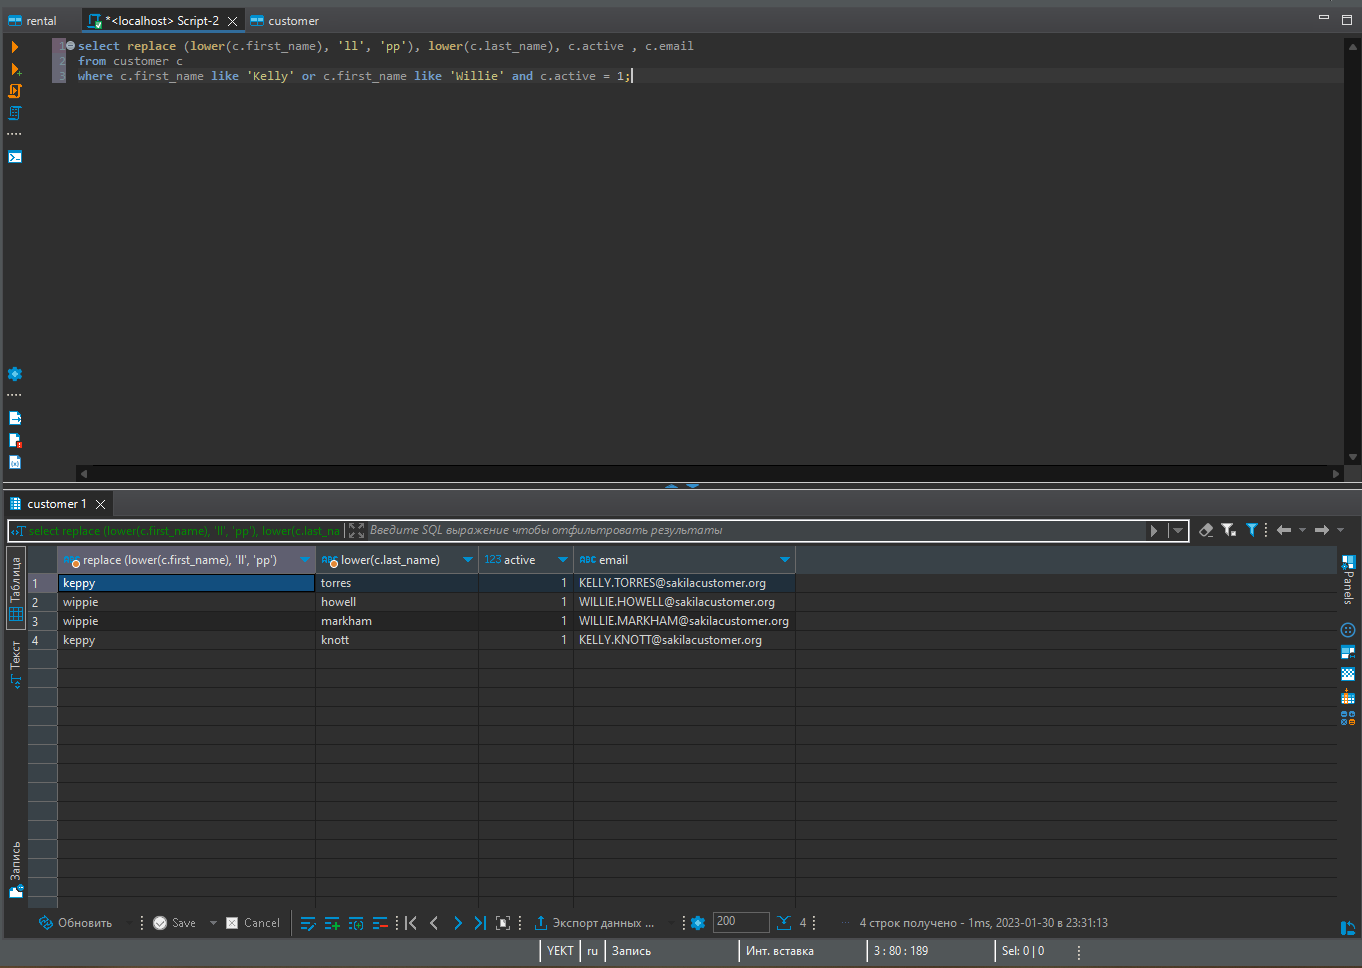 rental
*<localhost> Script-2
customer
1 select replace (lower(c.first_name), 'll', 'pp'), lower(c.last_name), c.active , c.email
2 from customer c
3 where c.first_name like 'Kelly' or c.first_name like 'Willie' and c.active = 1;
customer 1
select replace (lower(c.first_name), 'll', 'pp'), lower(c.last_na
Введите SQL выражение чтобы отфильтровать результаты
Таблица
Текст
Запись
Panels
replace (lower(c.first_name), 'll', 'pp') ABC lower(c.last_name) 123 active ABC email
1 keppy torres 1 KELLY.TORRES@sakilacustomer.org
2 wippie howell 1 WILLIE.HOWELL@sakilacustomer.org
3 wippie markham 1 WILLIE.MARKHAM@sakilacustomer.org
4 keppy knott 1 KELLY.KNOTT@sakilacustomer.org
Обновить Save Cancel Экспорт данных ... 200 4 ··· 4 строк получено - 1ms, 2023-01-30 в 23:31:13
YEKT ru Запись Инт. вставка 3 : 80 : 189 Sel: 0 | 0